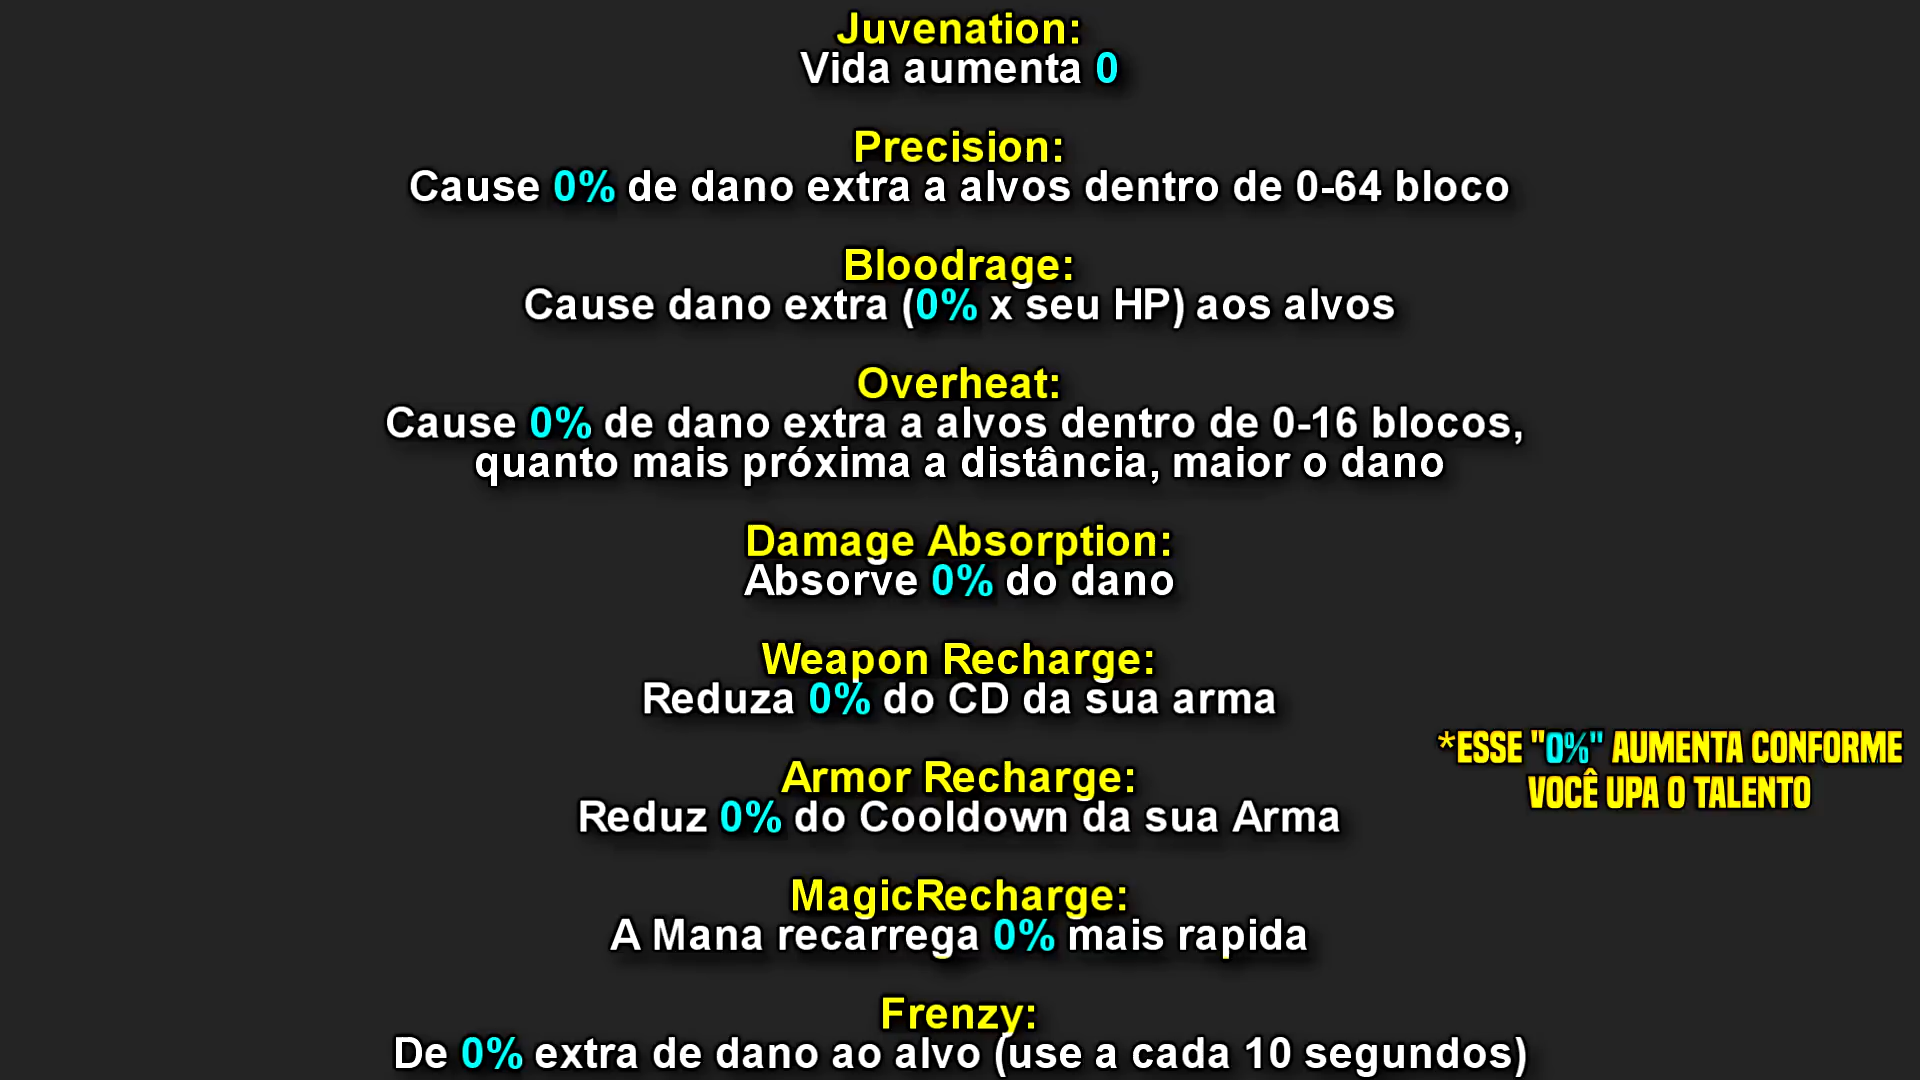 Juvenation:
Vida aumenta 0
Precision:
Cause 0% de dano extra a alvos dentro de 0-64 bloco
Bloodrage:
Cause dano extra (0% x seu HP) aos alvos
Overheat:
Cause 0% de dano extra a alvos dentro de 0-16 blocos,
quanto mais próxima a distância, maior o dano
Damage Absorption:
Absorve 0% do dano
Weapon Recharge:
Reduza 0% do CD da sua arma
*ESSE "0%" AUMENTA CONFORME
VOCÊ UPA O TALENTO
Armor Recharge:
Reduz 0% do Cooldown da sua Arma
MagicRecharge:
A Mana recarrega 0% mais rapida
Frenzy:
De 0% extra de dano ao alvo (use a cada 10 segundos)